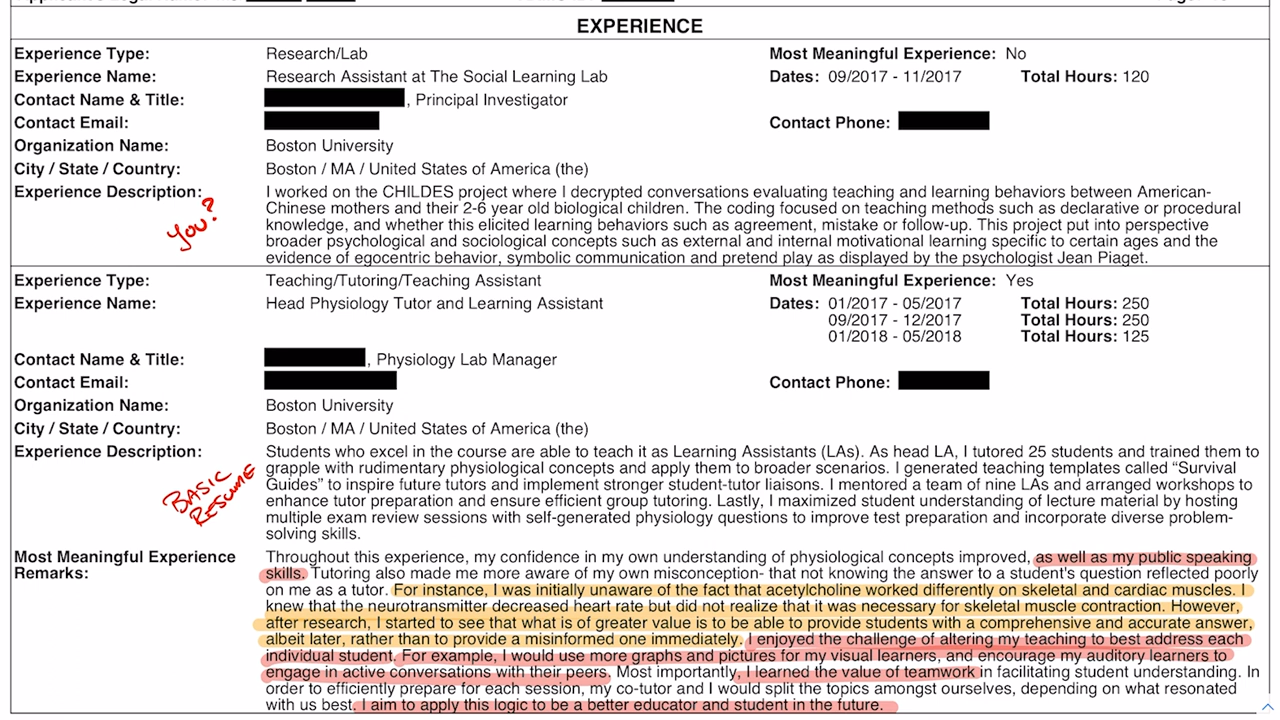 EXPERIENCE
Experience Type: Research/Lab Most Meaningful Experience: No
Experience Name: Research Assistant at The Social Learning Lab Dates: 09/2017 - 11/2017 Total Hours: 120
Contact Name & Title: , Principal Investigator
Contact Email: Contact Phone:
Organization Name: Boston University
City / State / Country: Boston / MA / United States of America (the)
Experience Description: I worked on the CHILDES project where I decrypted conversations evaluating teaching and learning behaviors between American-
Chinese mothers and their 2-6 year old biological children. The coding focused on teaching methods such as declarative or procedural
knowledge, and whether this elicited learning behaviors such as agreement, mistake or follow-up. This project put into perspective
broader psychological and sociological concepts such as external and internal motivational learning specific to certain ages and the
evidence of egocentric behavior, symbolic communication and pretend play as displayed by the psychologist Jean Piaget.
YOU?
Experience Type: Teaching/Tutoring/Teaching Assistant Most Meaningful Experience: Yes
Experience Name: Head Physiology Tutor and Learning Assistant Dates: 01/2017 - 05/2017 Total Hours: 250
09/2017 - 12/2017 Total Hours: 250
01/2018 - 05/2018 Total Hours: 125
Contact Name & Title: , Physiology Lab Manager
Contact Email: Contact Phone:
Organization Name: Boston University
City / State / Country: Boston / MA / United States of America (the)
Experience Description: Students who excel in the course are able to teach it as Learning Assistants (LAs). As head LA, I tutored 25 students and trained them to
grapple with rudimentary physiological concepts and apply them to broader scenarios. I generated teaching templates called “Survival
Guides” to inspire future tutors and implement stronger student-tutor liaisons. I mentored a team of nine LAs and arranged workshops to
enhance tutor preparation and ensure efficient group tutoring. Lastly, I maximized student understanding of lecture material by hosting
multiple exam review sessions with self-generated physiology questions to improve test preparation and incorporate diverse problem-
solving skills.
BASIC
RESUME
Most Meaningful Experience Throughout this experience, my confidence in my own understanding of physiological concepts improved, as well as my public speaking
Remarks: skills. Tutoring also made me more aware of my own misconception- that not knowing the answer to a student's question reflected poorly
on me as a tutor. For instance, I was initially unaware of the fact that acetylcholine worked differently on skeletal and cardiac muscles. I
knew that the neurotransmitter decreased heart rate but did not realize that it was necessary for skeletal muscle contraction. However,
after research, I started to see that what is of greater value is to be able to provide students with a comprehensive and accurate answer,
albeit later, rather than to provide a misinformed one immediately. I enjoyed the challenge of altering my teaching to best address each
individual student. For example, I would use more graphs and pictures for my visual learners, and encourage my auditory learners to
engage in active conversations with their peers. Most importantly, I learned the value of teamwork in facilitating student understanding. In
order to efficiently prepare for each session, my co-tutor and I would split the topics amongst ourselves, depending on what resonated
with us best. I aim to apply this logic to be a better educator and student in the future.